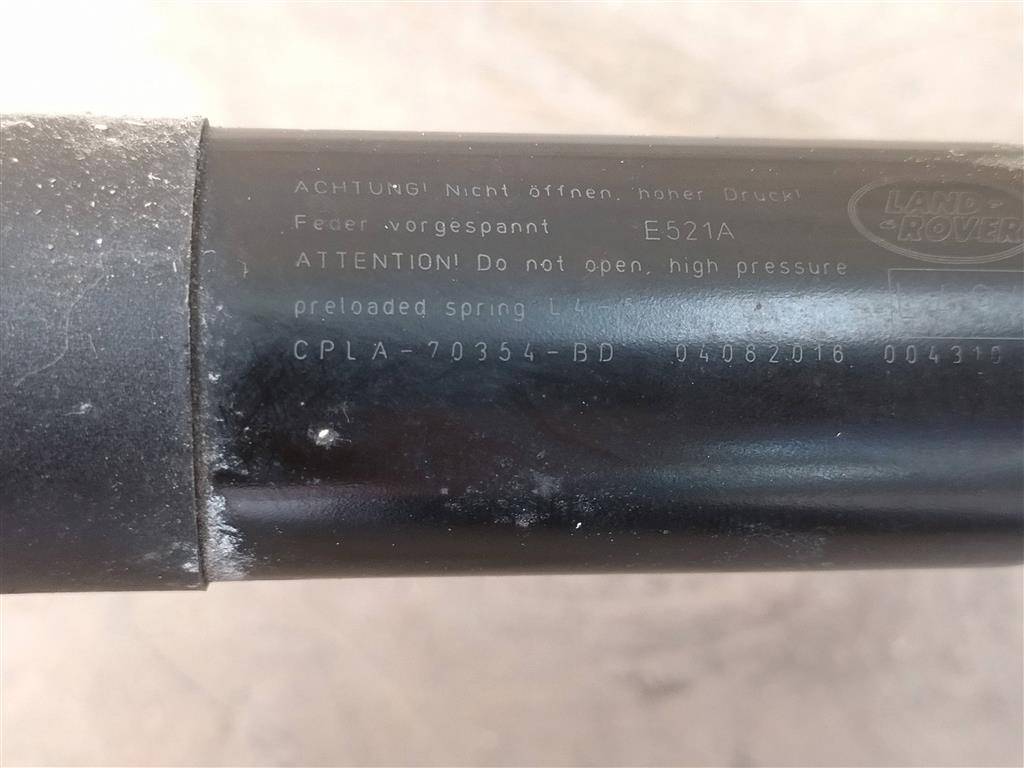 ACHTUNG! Nicht öffnen, hoher Druck!
Feder vorgespannt E521A
ATTENTION! Do not open, high pressure
preloaded spring
CPLA-70354-BD 04082016 004310
LAND-
-ROVER